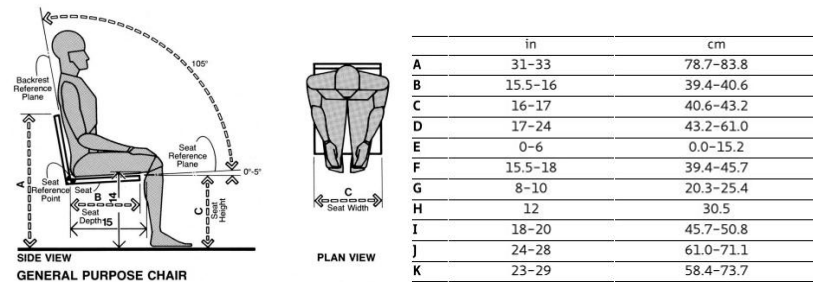 105°
Backrest
Reference
Plane
Seat
Reference
Plane
0°-5°
Seat
Reference
Point
Seat
A
B
14
C
Seat
Height
Seat
Depth
15
SIDE VIEW
GENERAL PURPOSE CHAIR
C
Seat Width
PLAN VIEW
in cm
A 31-33 78.7-83.8
B 15.5-16 39.4-40.6
C 16-17 40.6-43.2
D 17-24 43.2-61.0
E 0-6 0.0-15.2
F 15.5-18 39.4-45.7
G 8-10 20.3-25.4
H 12 30.5
I 18-20 45.7-50.8
J 24-28 61.0-71.1
K 23-29 58.4-73.7